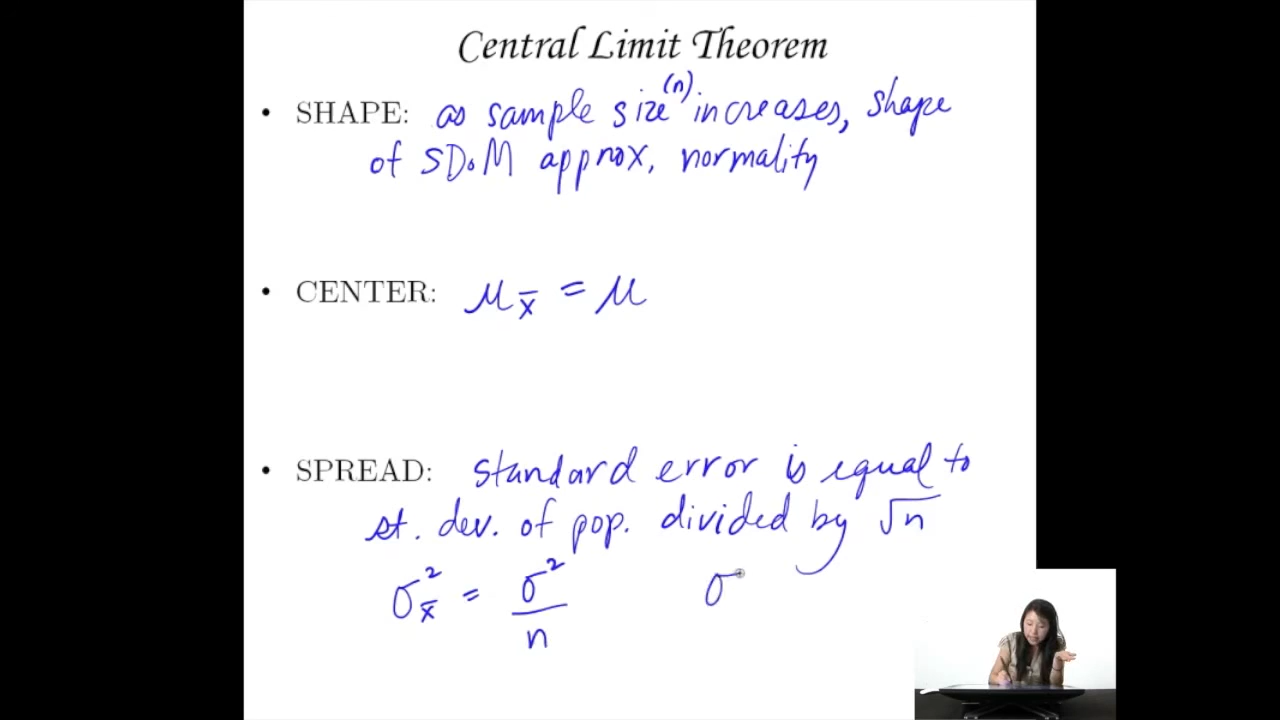 Central Limit Theorem
• SHAPE: as sample size (n) increases, shape
of SDoM approx. normality
• CENTER: μx̄ = μ
• SPREAD: standard error is equal to
st. dev. of pop. divided by √n
σ²x̄ = σ²/n σ